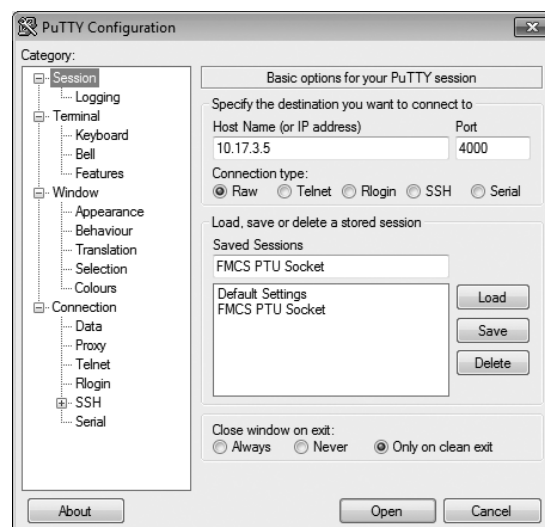 PuTTY Configuration
Category:
Session
Logging
Terminal
Keyboard
Bell
Features
Window
Appearance
Behaviour
Translation
Selection
Colours
Connection
Data
Proxy
Telnet
Rlogin
SSH
Serial
Basic options for your PuTTY session
Specify the destination you want to connect to
Host Name (or IP address) Port
10.17.3.5 4000
Connection type:
Raw Telnet Rlogin SSH Serial
Load, save or delete a stored session
Saved Sessions
FMCS PTU Socket
Default Settings
FMCS PTU Socket
Load
Save
Delete
Close window on exit:
Always Never Only on clean exit
About Open Cancel